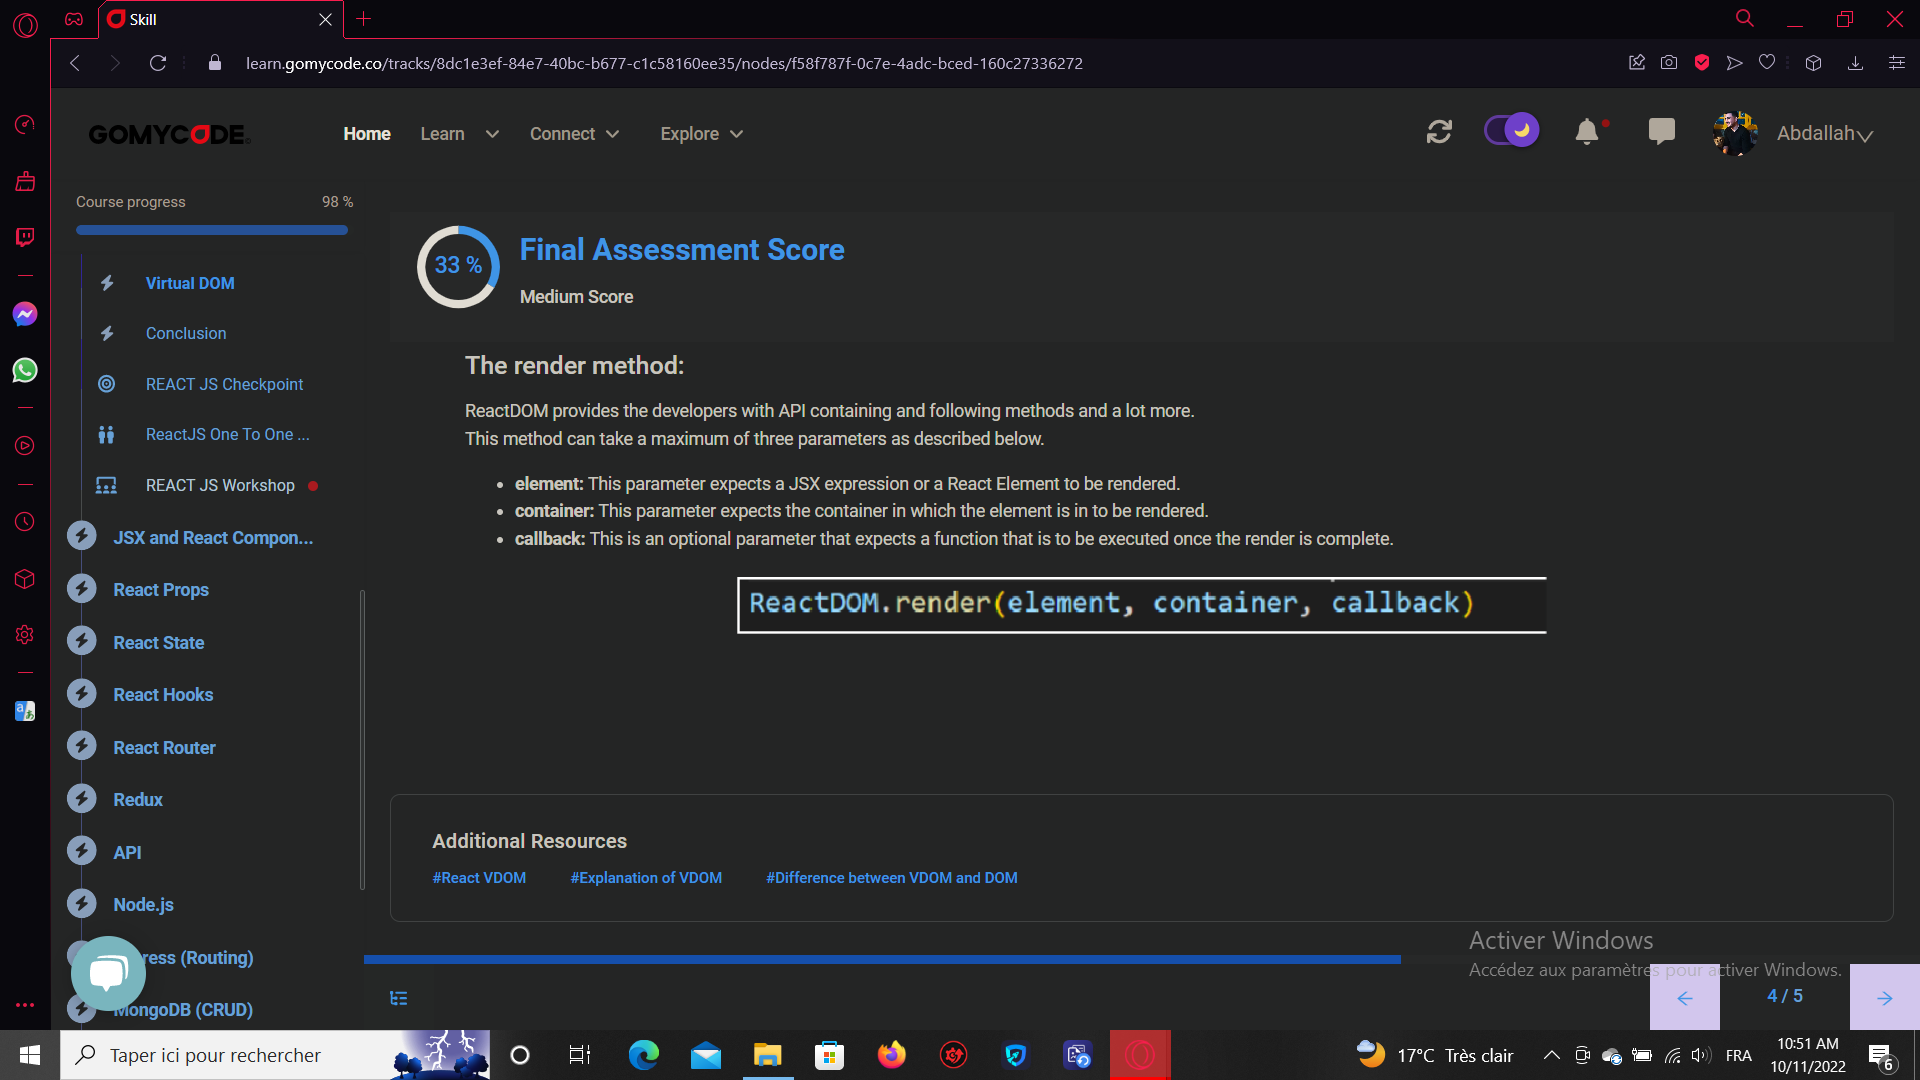 Skill
learn.gomycode.co/tracks/8dc1e3ef-84e7-40bc-b677-c1c58160ee35/nodes/f58f787f-0c7e-4adc-bced-160c27336272
GOMYCODE
Home
Learn
Connect
Explore
Abdallah
Course progress
98 %
Virtual DOM
Conclusion
REACT JS Checkpoint
ReactJS One To One ...
REACT JS Workshop
JSX and React Compon...
React Props
React State
React Hooks
React Router
Redux
API
Node.js
ress (Routing)
MongoDB (CRUD)
33 %
Final Assessment Score
Medium Score
The render method:
ReactDOM provides the developers with API containing and following methods and a lot more.
This method can take a maximum of three parameters as described below.
element: This parameter expects a JSX expression or a React Element to be rendered.
container: This parameter expects the container in which the element is in to be rendered.
callback: This is an optional parameter that expects a function that is to be executed once the render is complete.
ReactDOM.render(element, container, callback)
Additional Resources
#React VDOM
#Explanation of VDOM
#Difference between VDOM and DOM
Activer Windows
Accédez aux paramètres pour activer Windows.
4 / 5
Taper ici pour rechercher
17°C Très clair
FRA
10:51 AM
10/11/2022
6